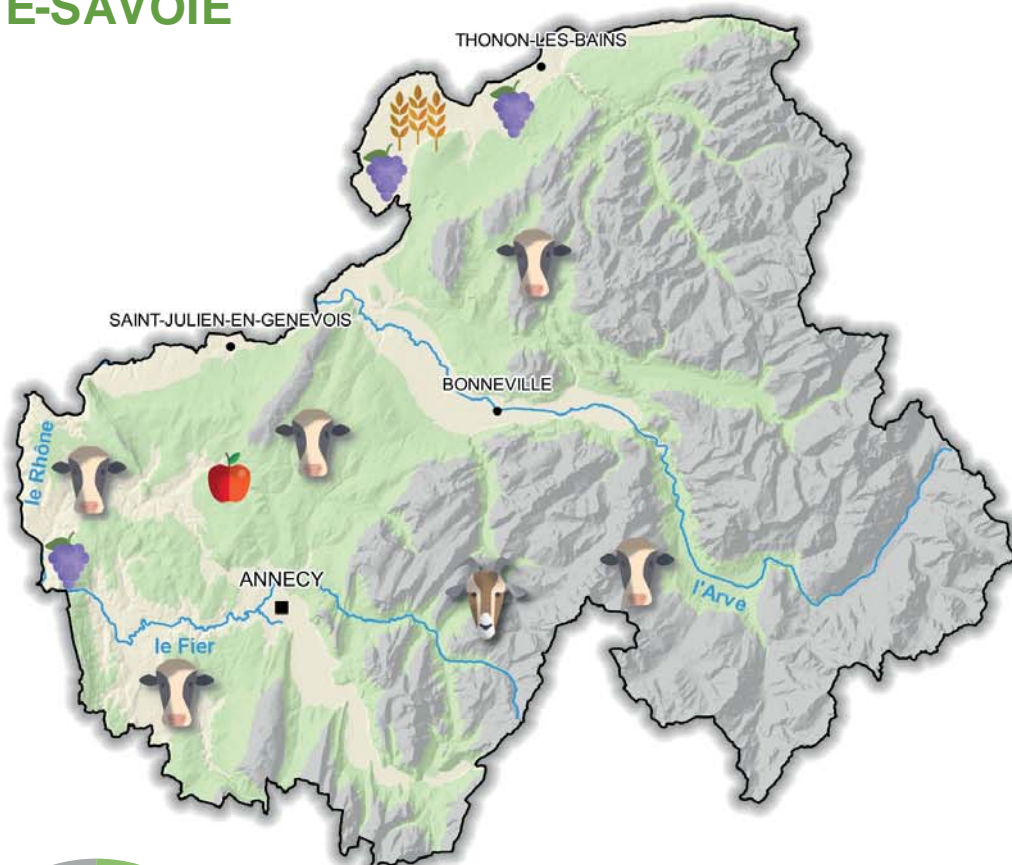 E-SAVOIE
THONON-LES-BAINS
SAINT-JULIEN-EN-GENEVOIS
BONNEVILLE
le Rhône
ANNECY
l'Arve
le Fier